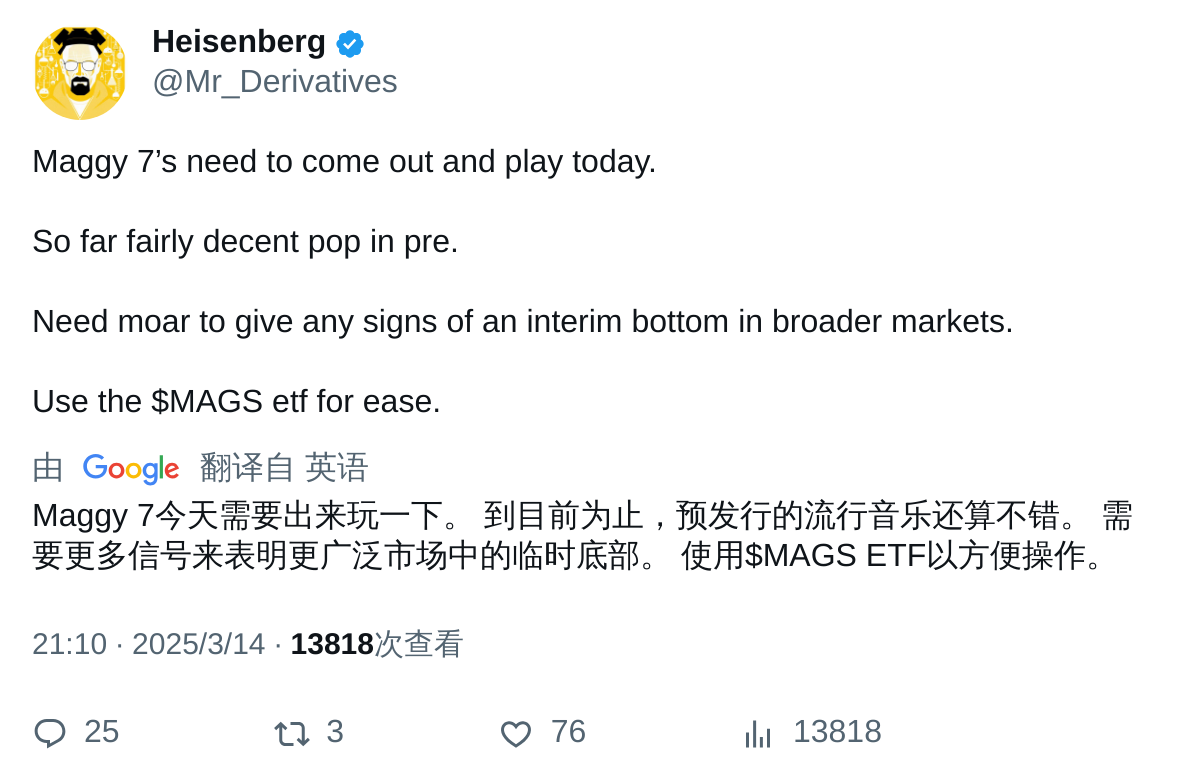 Heisenberg
@Mr_Derivatives
Maggy 7’s need to come out and play today.
So far fairly decent pop in pre.
Need moar to give any signs of an interim bottom in broader markets.
Use the $MAGS etf for ease.
由 Google 翻译自 英语
Maggy 7今天需要出来玩一下。 到目前为止，预发行的流行音乐还算不错。 需
要更多信号来表明更广泛市场中的临时底部。 使用$MAGS ETF以方便操作。
21:10 · 2025/3/14 · 13818次查看
25 3 76 13818